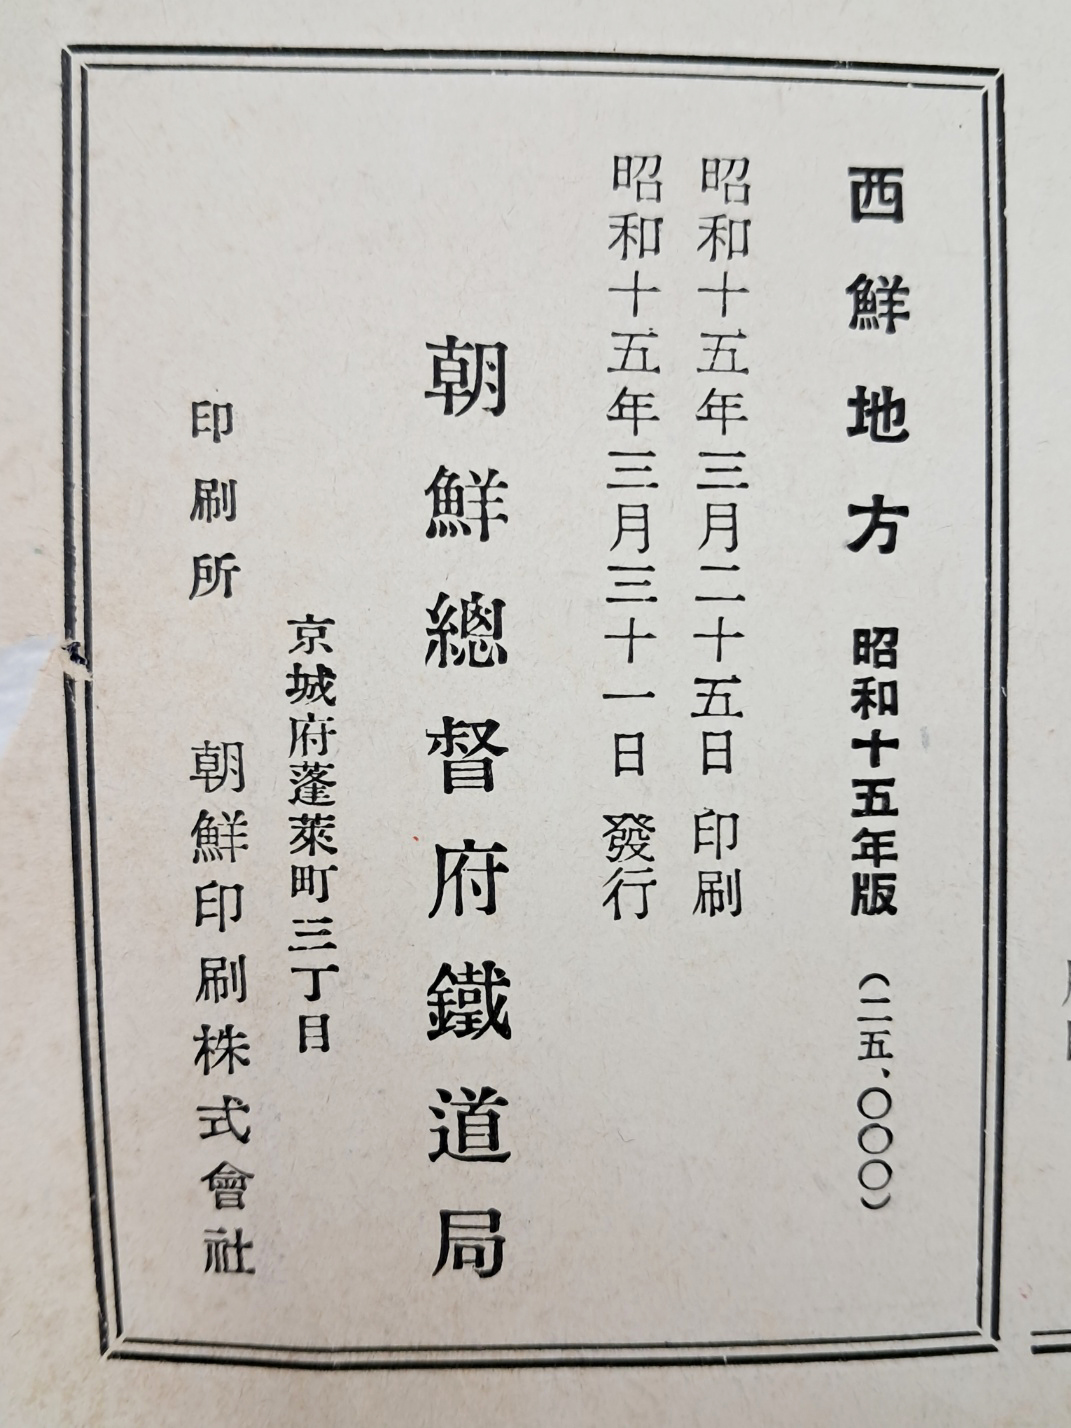 西鮮地方 昭和十五年版 (二五、〇〇〇)
昭和十五年三月二十五日 印刷
昭和十五年三月三十一日 發行
朝鮮總督府鐵道局
京城府蓬萊町三丁目
印刷所 朝鮮印刷株式會社